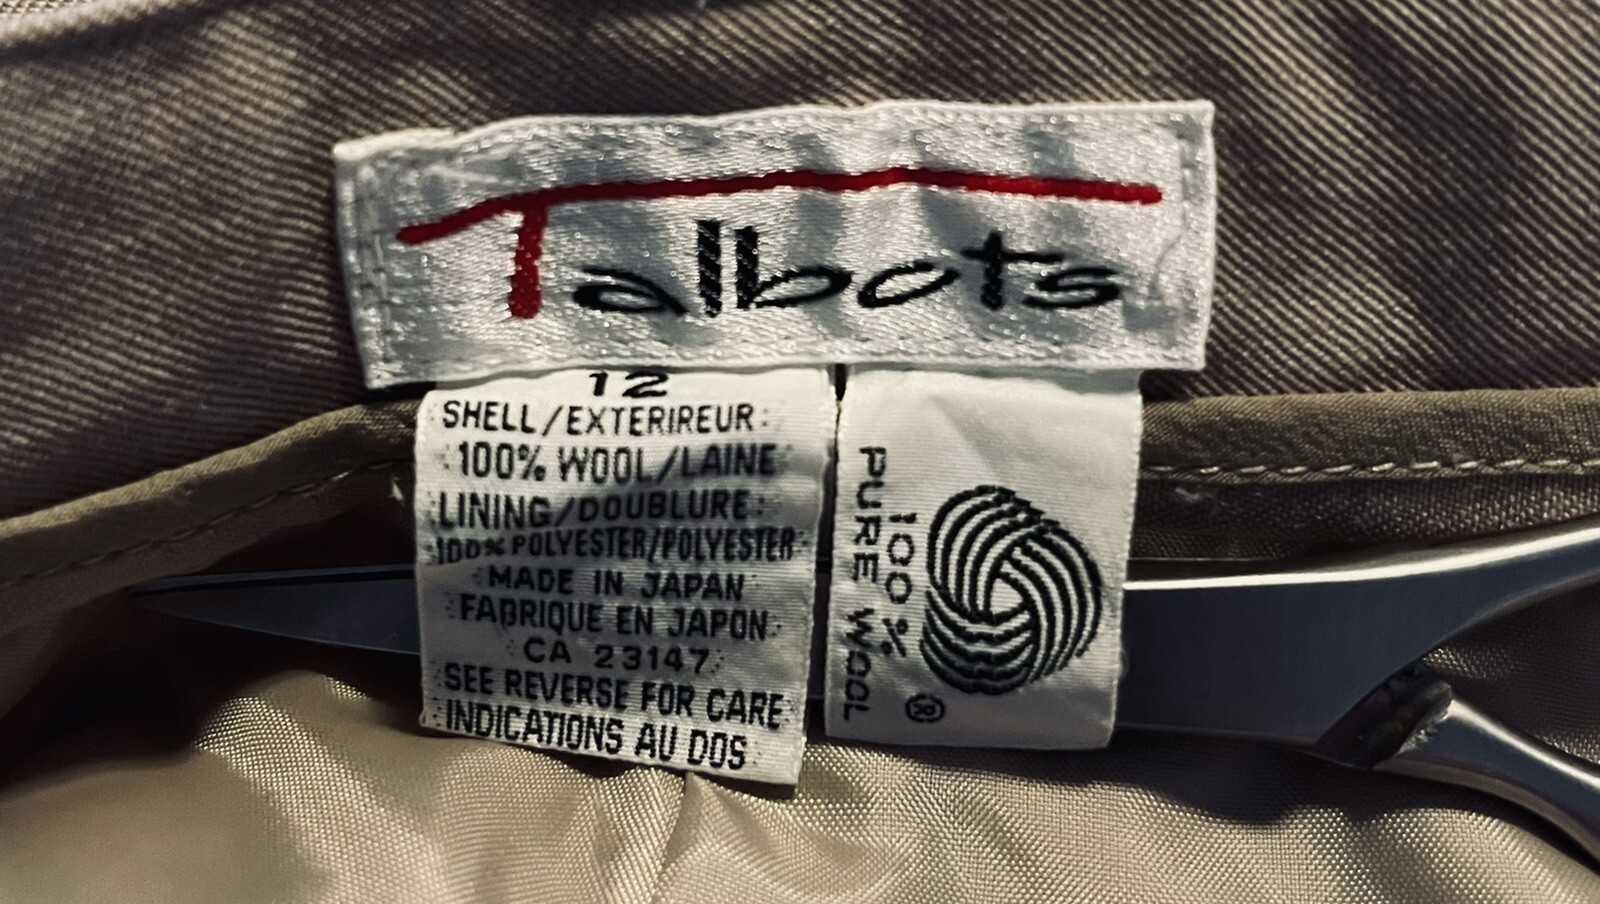 Talbots
12
SHELL/EXTERIREUR:
100% WOOL/LAINE
LINING/DOUBLURE:
100% POLYESTER/POLYESTER
MADE IN JAPAN
FABRIQUE EN JAPON
CA 23147
SEE REVERSE FOR CARE
INDICATIONS AU DOS
100%
PURE WOOL
®